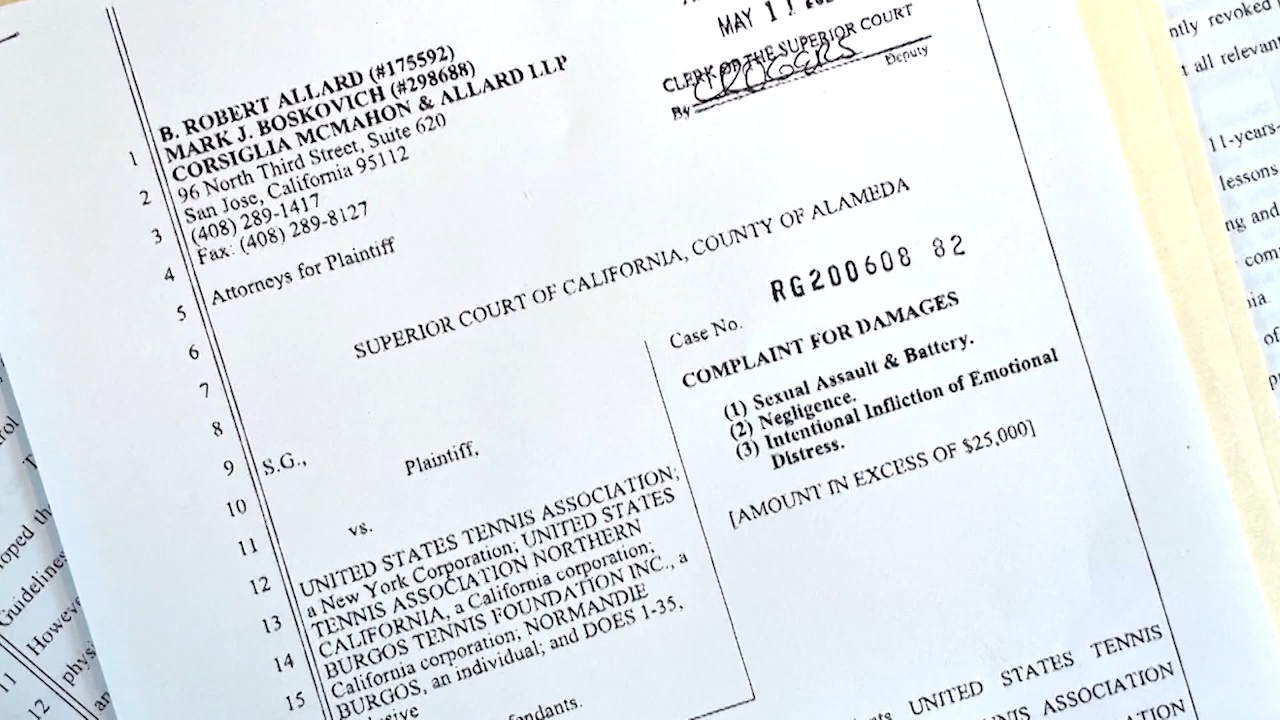 B. ROBERT ALLARD (#175592)
MARK J. BOSKOVICH (#298688)
CORSIGLIA MCMAHON & ALLARD LLP
96 North Third Street, Suite 620
San Jose, California 95112
(408) 289-1417
Fax: (408) 289-8127
Attorneys for Plaintiff
MAY 11
CLERK OF THE SUPERIOR COURT
By
Deputy
SUPERIOR COURT OF CALIFORNIA, COUNTY OF ALAMEDA
1
2
3
4
5
6
7
8
9
10
11
12
13
14
15
S.G.,
Plaintiff,
vs.
UNITED STATES TENNIS ASSOCIATION;
a New York Corporation; UNITED STATES
TENNIS ASSOCIATION NORTHERN
CALIFORNIA, a California corporation;
BURGOS TENNIS FOUNDATION INC., a
California corporation; NORMANDIE
BURGOS, an individual; and DOES 1-35,
Case No.
RG200608 82
COMPLAINT FOR DAMAGES
(1) Sexual Assault & Battery.
(2) Negligence.
(3) Intentional Infliction of Emotional
Distress.
[AMOUNT IN EXCESS OF $25,000]
UNITED STATES TENNIS
ASSOCIATION
revoked
all relevant
11-years
lessons
and
of
Guidelines
11
12